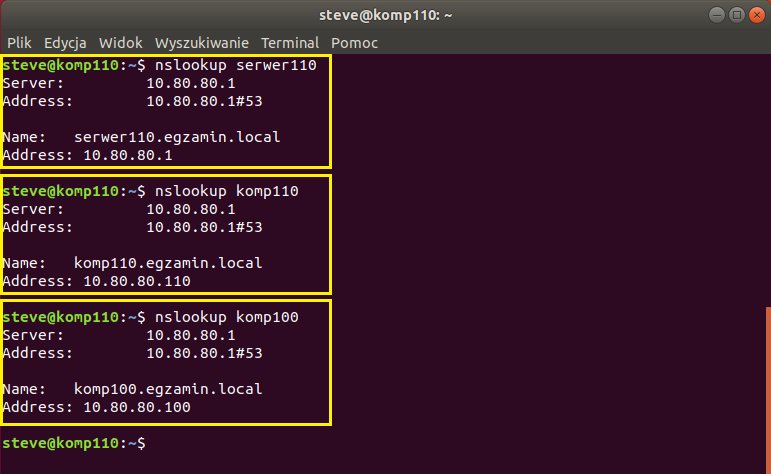 steve@komp110: ~
Plik Edycja Widok Wyszukiwanie Terminal Pomoc
steve@komp110:~$ nslookup serwer110
Server: 10.80.80.1
Address: 10.80.80.1#53
Name: serwer110.egzamin.local
Address: 10.80.80.1
steve@komp110:~$ nslookup komp110
Server: 10.80.80.1
Address: 10.80.80.1#53
Name: komp110.egzamin.local
Address: 10.80.80.110
steve@komp110:~$ nslookup komp100
Server: 10.80.80.1
Address: 10.80.80.1#53
Name: komp100.egzamin.local
Address: 10.80.80.100
steve@komp110:~$